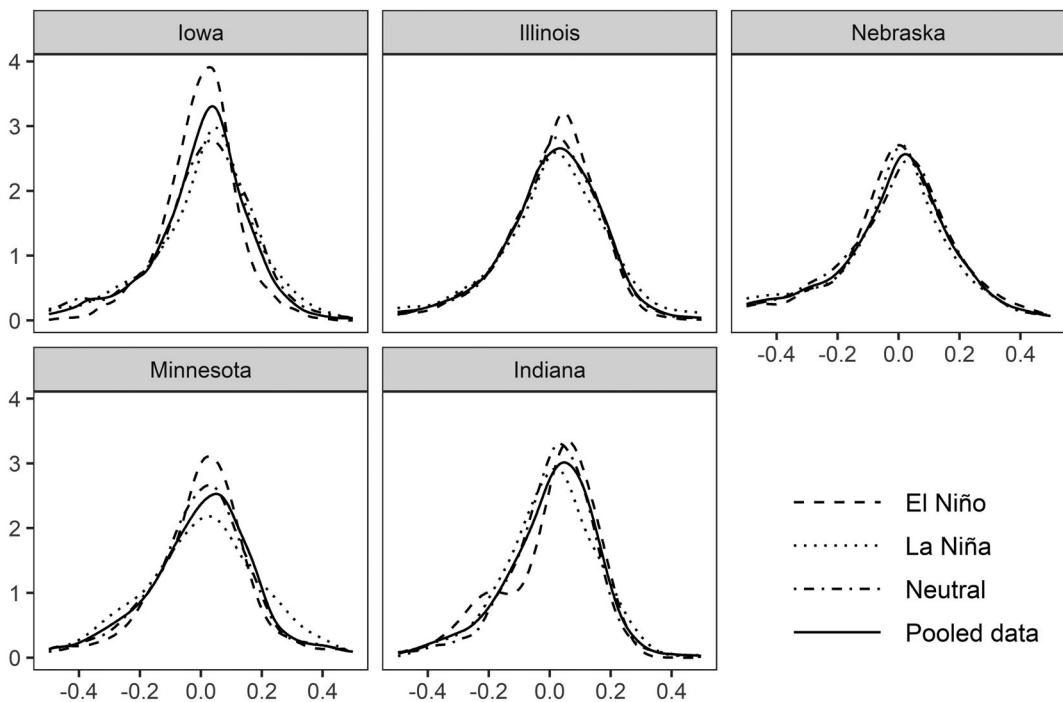 Iowa
Illinois
Nebraska
4
3
2
1
0
-0.4 -0.2 0.0 0.2 0.4
Minnesota
Indiana
4
3
2
1
0
-0.4 -0.2 0.0 0.2 0.4
-0.4 -0.2 0.0 0.2 0.4
El Niño
La Niña
Neutral
Pooled data